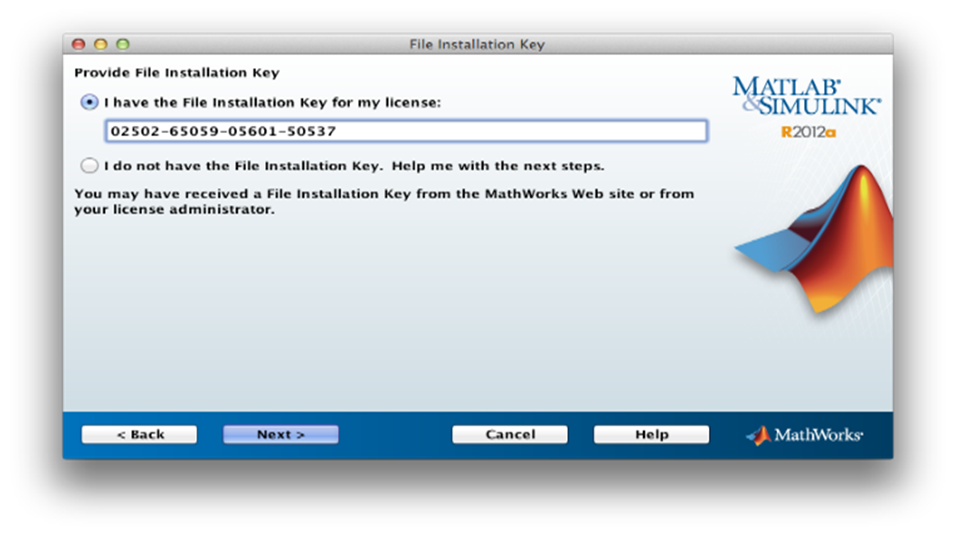 File Installation Key
Provide File Installation Key
I have the File Installation Key for my license:
02502-65059-05601-50537
I do not have the File Installation Key. Help me with the next steps.
You may have received a File Installation Key from the MathWorks Web site or from
your license administrator.
MATLAB®
&SIMULINK®
R2012a
< Back
Next >
Cancel
Help
MathWorks®